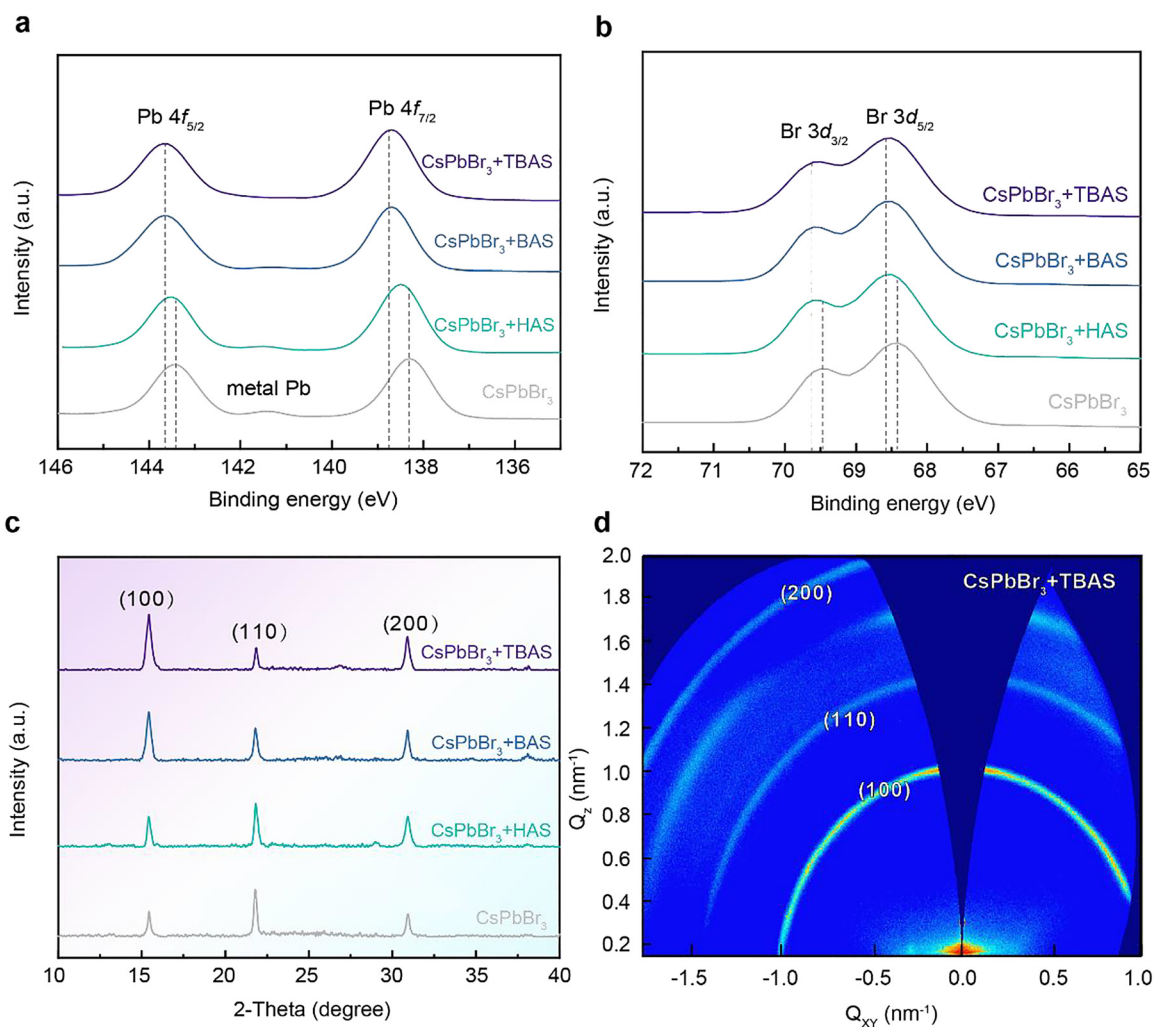 a
Pb 4f5/2
Pb 4f7/2
CsPbBr3+TBAS
CsPbBr3+BAS
CsPbBr3+HAS
metal Pb
CsPbBr3
Intensity (a.u.)
146 144 142 140 138 136
Binding energy (eV)
b
Br 3d3/2
Br 3d5/2
CsPbBr3+TBAS
CsPbBr3+BAS
CsPbBr3+HAS
CsPbBr3
Intensity (a.u.)
72 71 70 69 68 67 66 65
Binding energy (eV)
c
(100)
(110)
(200)
CsPbBr3+TBAS
CsPbBr3+BAS
CsPbBr3+HAS
CsPbBr3
Intensity (a.u.)
10 15 20 25 30 35 40
2-Theta (degree)
d
CsPbBr3+TBAS
(200)
(110)
(100)
Qz (nm-1)
2.0
1.8
1.6
1.4
1.2
1.0
0.8
0.6
0.4
0.2
-1.5 -1.0 -0.5 0.0 0.5 1.0
QXY (nm-1)